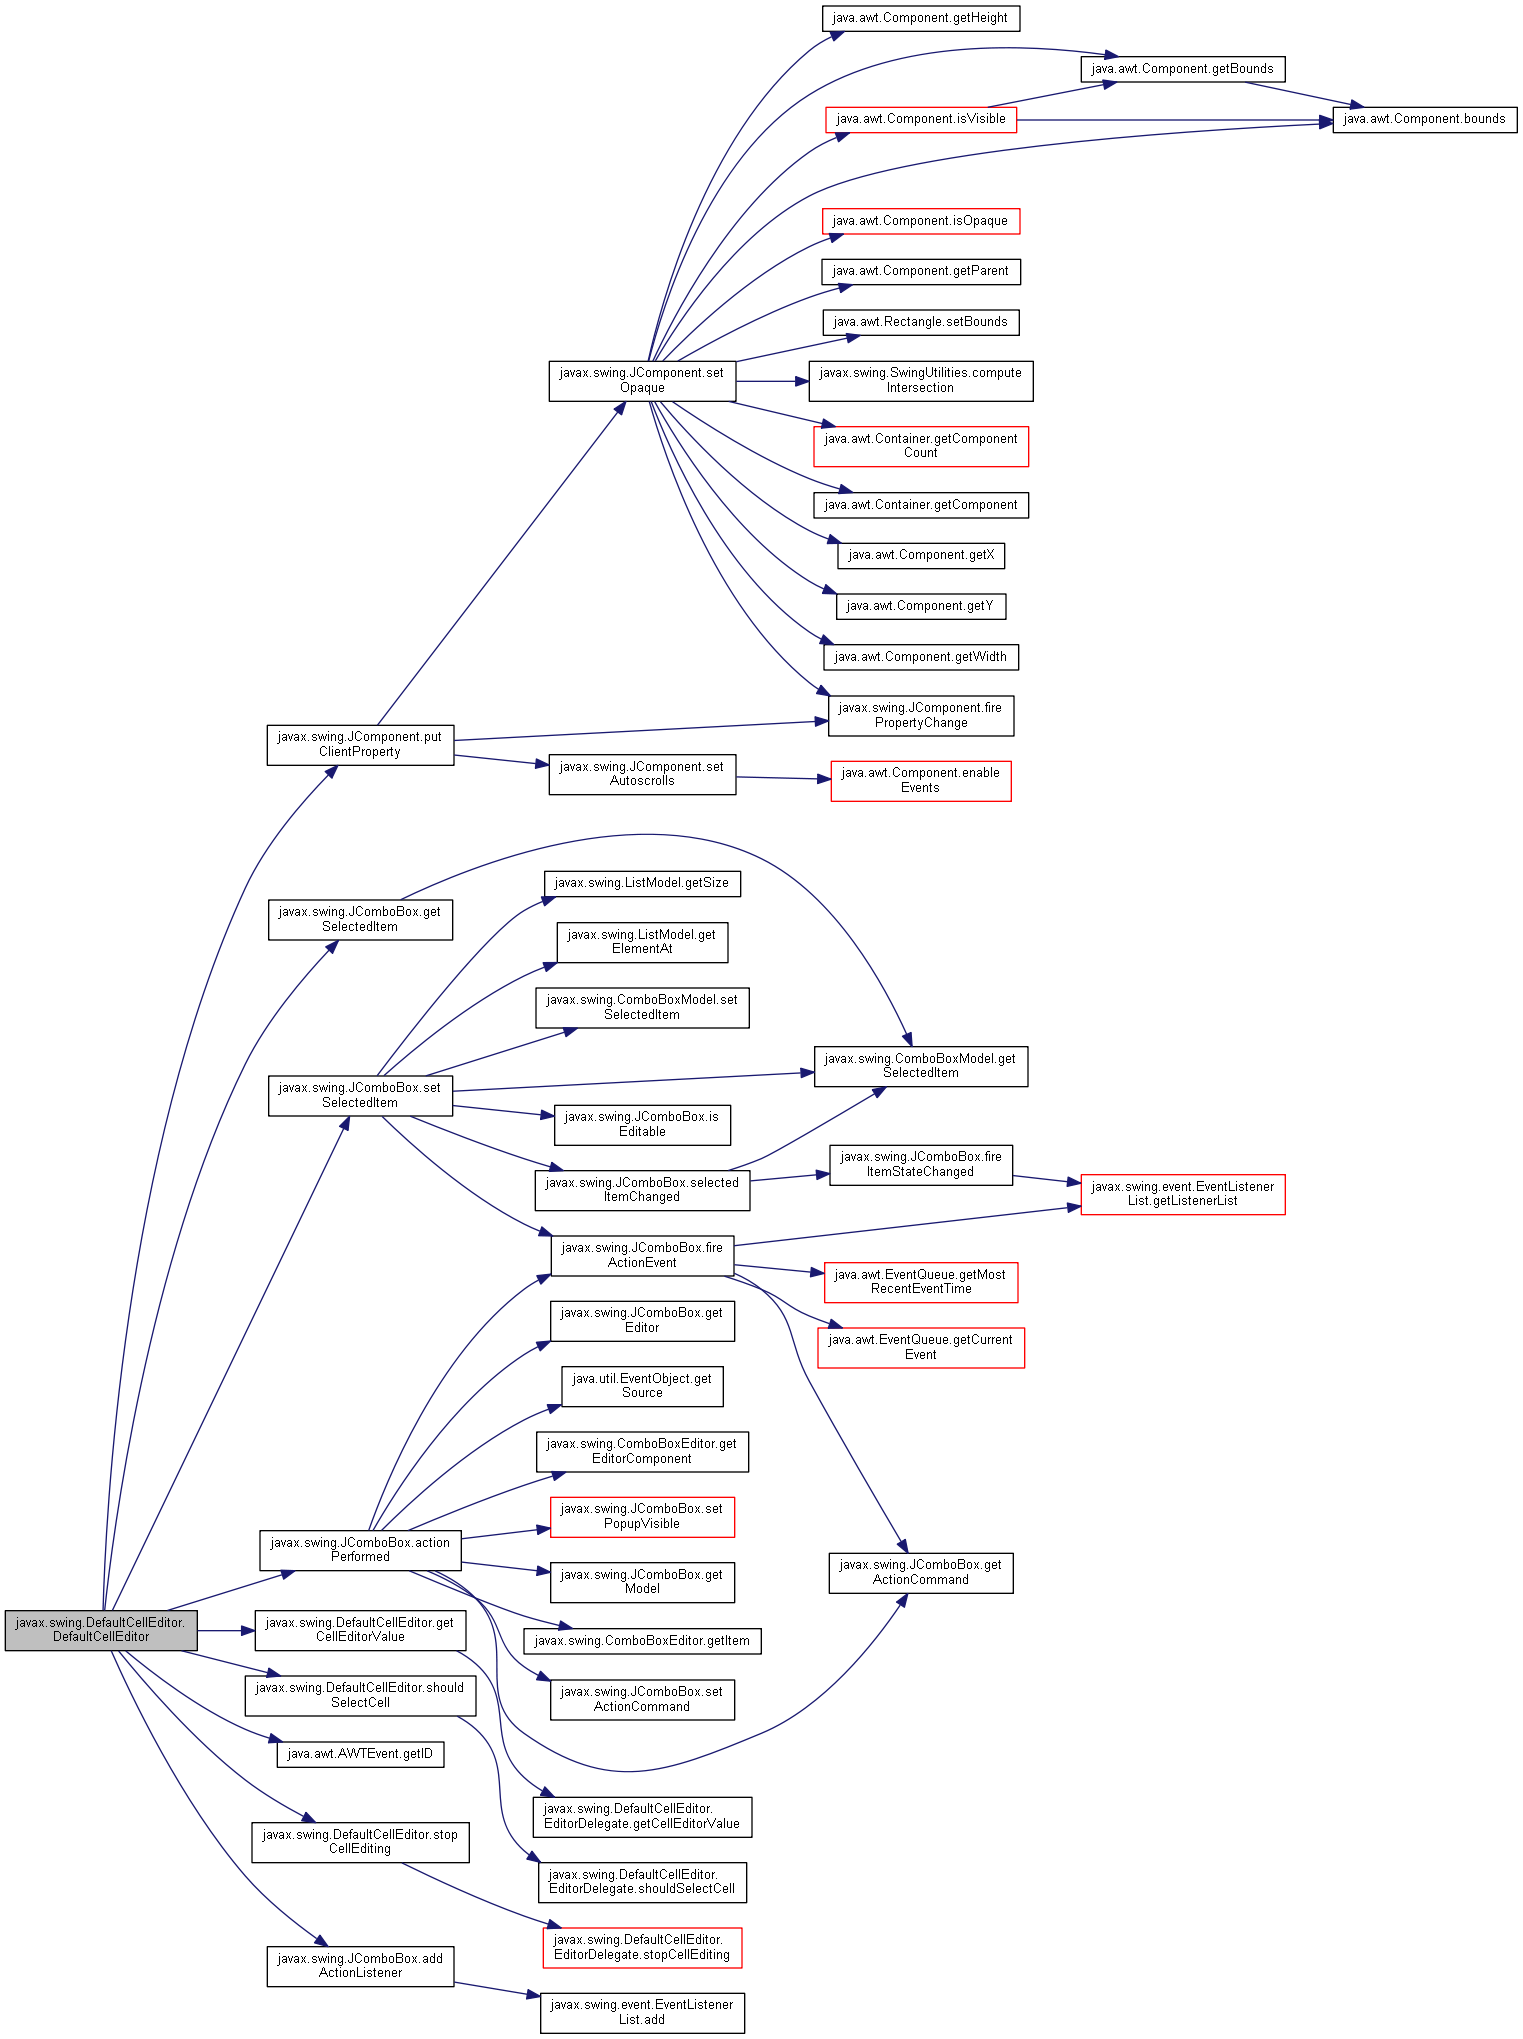 java.awt.Component.getHeight
java.awt.Component.getBounds
java.awt.Component.isVisible
java.awt.Component.bounds
java.awt.Component.isOpaque
java.awt.Component.getParent
java.awt.Rectangle.setBounds
javax.swing.JComponent.set
Opaque
javax.swing.SwingUtilities.compute
Intersection
java.awt.Container.getComponent
Count
java.awt.Container.getComponent
java.awt.Component.getX
java.awt.Component.getY
java.awt.Component.getWidth
javax.swing.JComponent.fire
PropertyChange
javax.swing.JComponent.put
ClientProperty
javax.swing.JComponent.set
Autoscrolls
java.awt.Component.enable
Events
javax.swing.ListModel.getSize
javax.swing.JComboBox.get
SelectedItem
javax.swing.ListModel.get
ElementAt
javax.swing.ComboBoxModel.set
SelectedItem
javax.swing.ComboBoxModel.get
SelectedItem
javax.swing.JComboBox.set
SelectedItem
javax.swing.JComboBox.is
Editable
javax.swing.JComboBox.fire
ItemStateChanged
javax.swing.JComboBox.selected
ItemChanged
javax.swing.event.EventListener
List.getListenerList
javax.swing.JComboBox.fire
ActionEvent
java.awt.EventQueue.getMost
RecentEventTime
javax.swing.JComboBox.get
Editor
java.awt.EventQueue.getCurrent
Event
java.util.EventObject.get
Source
javax.swing.ComboBoxEditor.get
EditorComponent
javax.swing.JComboBox.set
PopupVisible
javax.swing.JComboBox.action
Performed
javax.swing.JComboBox.get
Model
javax.swing.JComboBox.get
ActionCommand
javax.swing.DefaultCellEditor.
DefaultCellEditor
javax.swing.DefaultCellEditor.get
CellEditorValue
javax.swing.ComboBoxEditor.getItem
javax.swing.DefaultCellEditor.should
SelectCell
javax.swing.JComboBox.set
ActionCommand
java.awt.AWTEvent.getID
javax.swing.DefaultCellEditor.
EditorDelegate.getCellEditorValue
javax.swing.DefaultCellEditor.stop
CellEditing
javax.swing.DefaultCellEditor.
EditorDelegate.shouldSelectCell
javax.swing.DefaultCellEditor.
EditorDelegate.stopCellEditing
javax.swing.JComboBox.add
ActionListener
javax.swing.event.EventListener
List.add